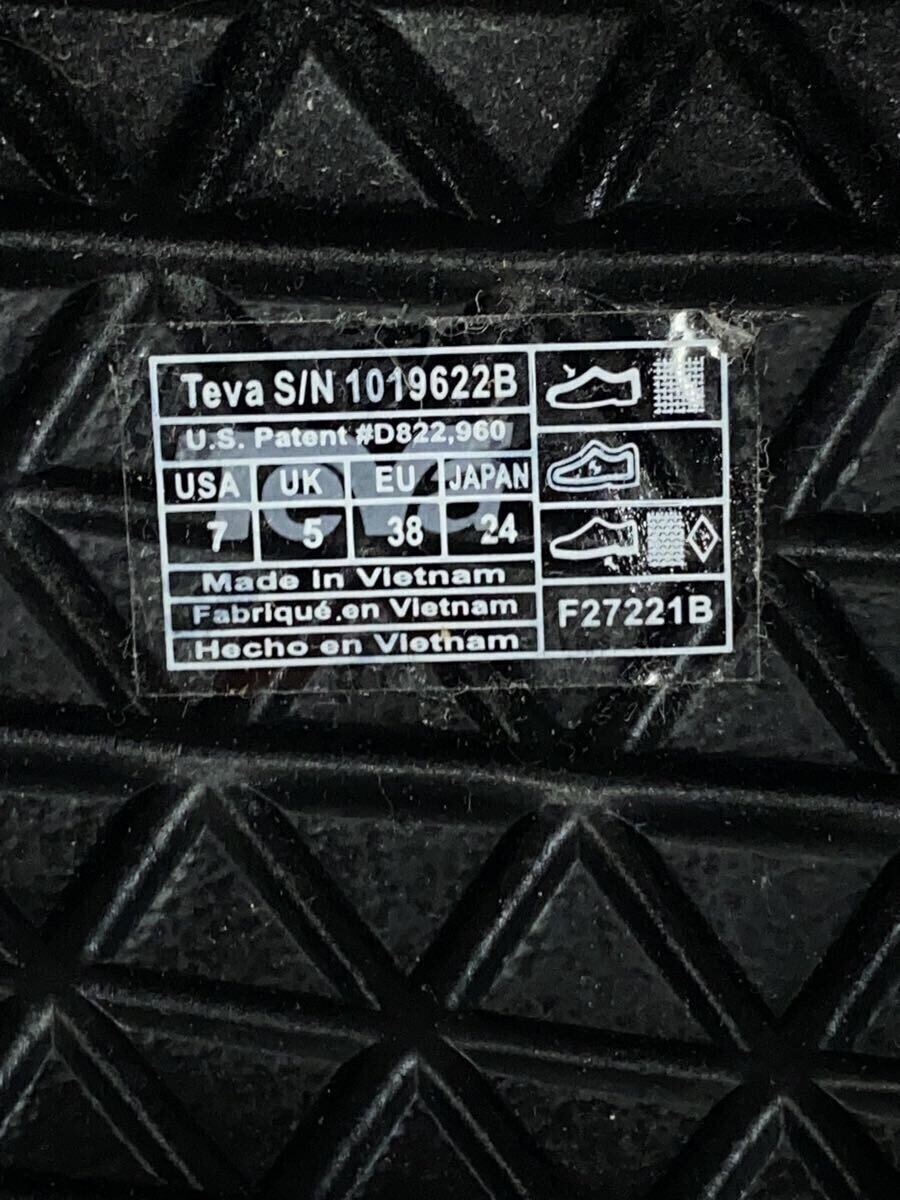 Teva S/N 1019622B
U.S. Patent #D822,960
USA UK EU JAPAN
7 5 38 24
Made in Vietnam
Fabriqué.en Vietnam
Hecho en Vietnam
F27221B
Teva